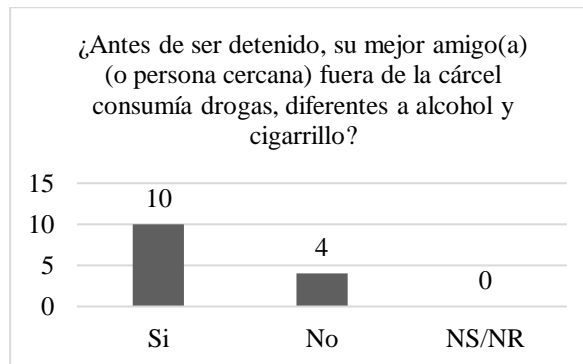 ¿Antes de ser detenido, su mejor amigo(a)
(o persona cercana) fuera de la cárcel
consumía drogas, diferentes a alcohol y
cigarrillo?
15
10
5
0
10
4
0
Si
No
NS/NR